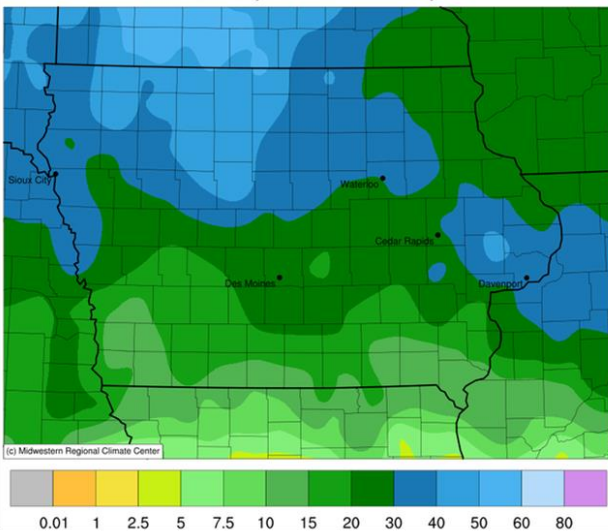 Sioux City
Waterloo
Cedar Rapids
Des Moines
Davenport
(c) Midwestern Regional Climate Center
0.01 1 2.5 5 7.5 10 15 20 30 40 50 60 80